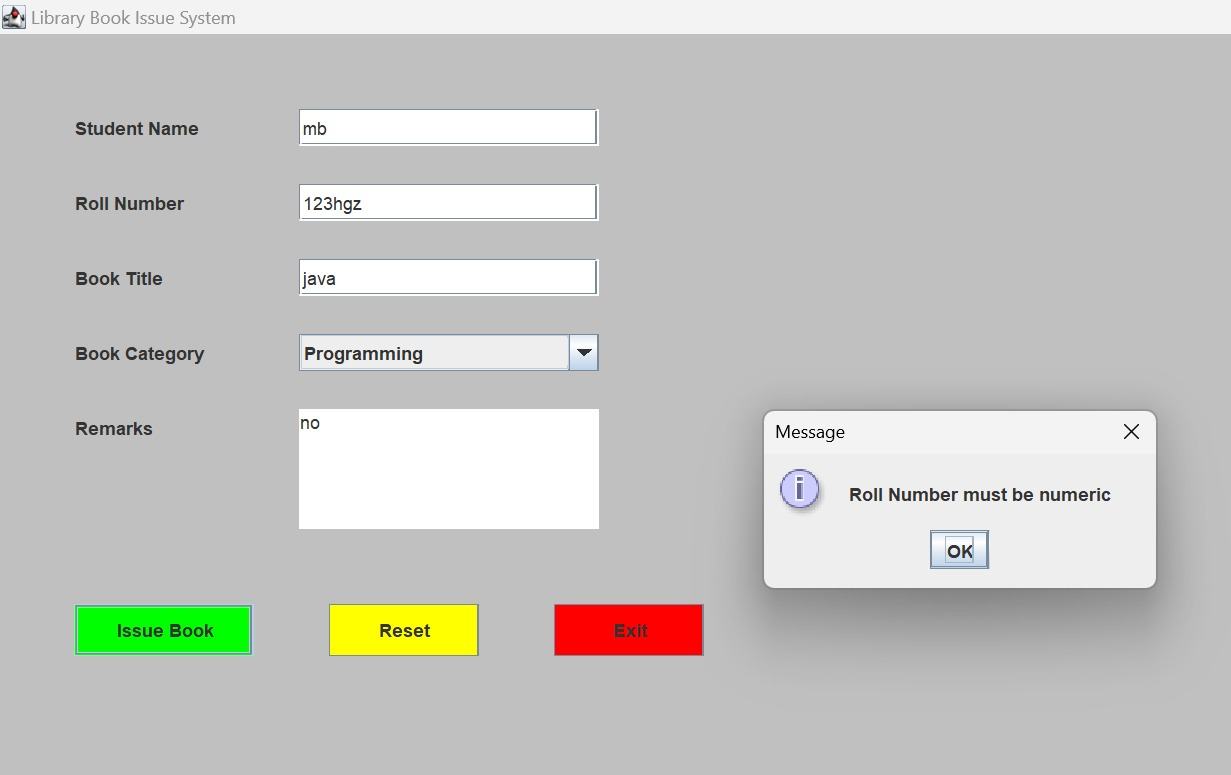 Library Book Issue System
Student Name
mb
Roll Number
123hgz
Book Title
java
Book Category
Programming
Remarks
no
Message
i
Roll Number must be numeric
OK
Issue Book
Reset
Exit